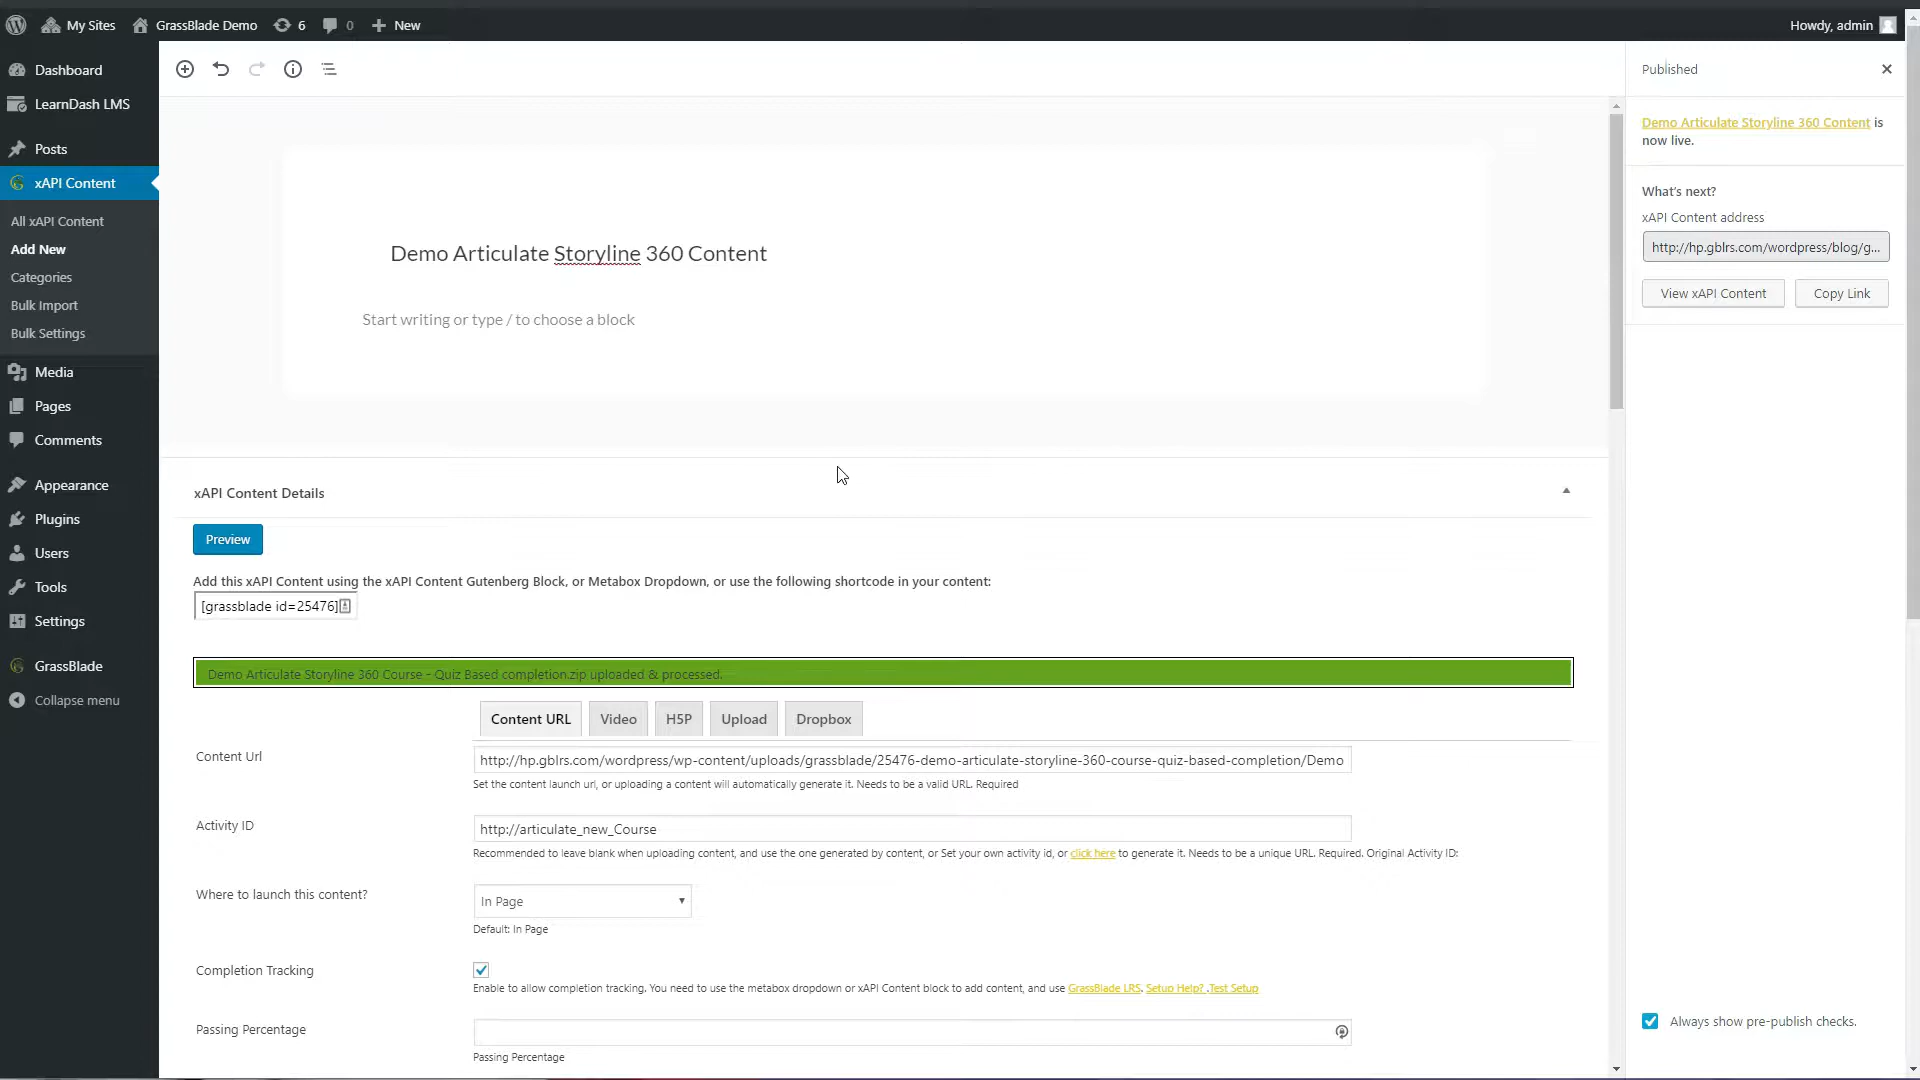 My Sites
GrassBlade Demo
6
0
New
Howdy, admin
Dashboard
LearnDash LMS
Posts
xAPI Content
All xAPI Content
Add New
Categories
Bulk Import
Bulk Settings
Media
Pages
Comments
Appearance
Plugins
Users
Tools
Settings
GrassBlade
Collapse menu
Demo Articulate Storyline 360 Content
Start writing or type / to choose a block
xAPI Content Details
Preview
Add this xAPI Content using the xAPI Content Gutenberg Block, or Metabox Dropdown, or use the following shortcode in your content:
[grassblade id=25476]
Demo Articulate Storyline 360 Course - Quiz Based completion.zip uploaded & processed.
Content URL
Video
H5P
Upload
Dropbox
Content Url
http://hp.gblrs.com/wordpress/wp-content/uploads/grassblade/25476-demo-articulate-storyline-360-course-quiz-based-completion/Demo
Set the content launch url, or uploading a content will automatically generate it. Needs to be a valid URL. Required
Activity ID
http://articulate_new_Course
Recommended to leave blank when uploading content, and use the one generated by content, or Set your own activity id, or click here to generate it. Needs to be a unique URL. Required. Original Activity ID:
Where to launch this content?
In Page
Default: In Page
Completion Tracking
Enable to allow completion tracking. You need to use the metabox dropdown or xAPI Content block to add content, and use GrassBlade LRS. Setup Help? .Test Setup
Passing Percentage
Passing Percentage
Published
Demo Articulate Storyline 360 Content is
now live.
What's next?
xAPI Content address
http://hp.gblrs.com/wordpress/blog/g...
View xAPI Content
Copy Link
Always show pre-publish checks.